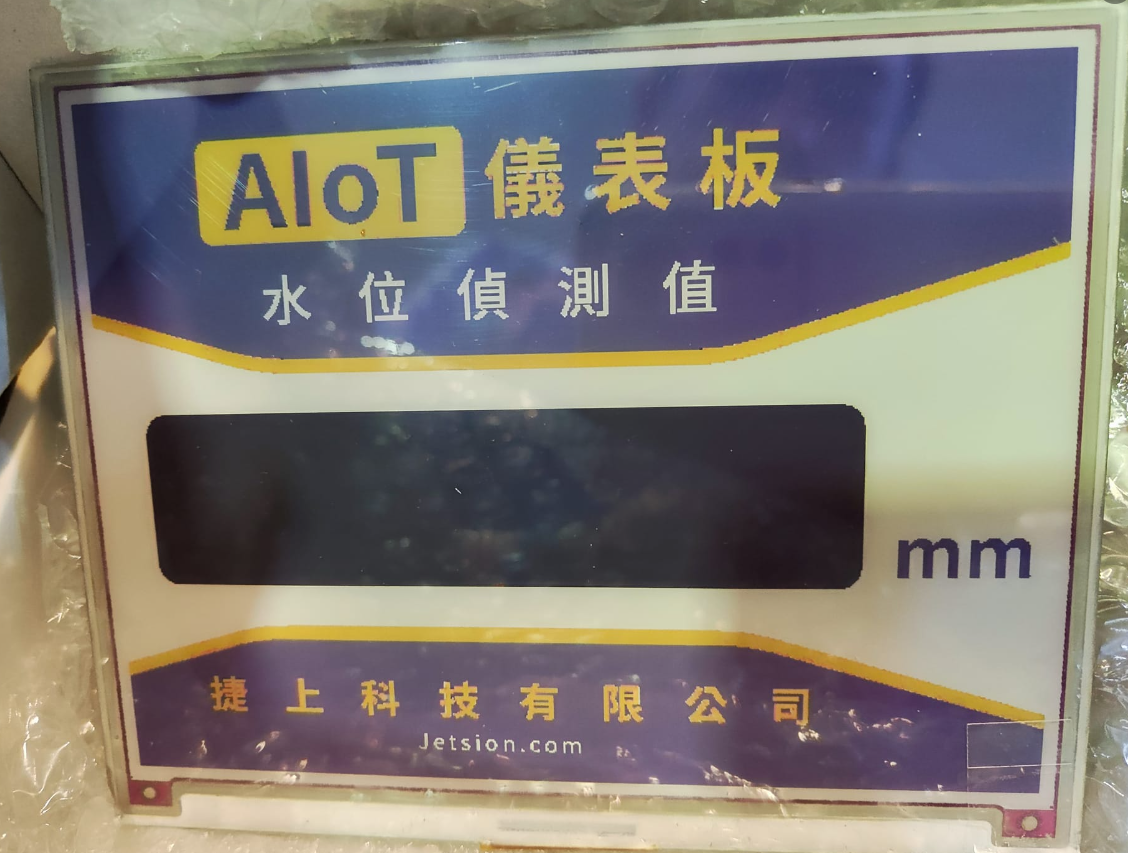 AIoT 儀表板
水位偵測值
mm
捷上科技有限公司
Jetsion.com